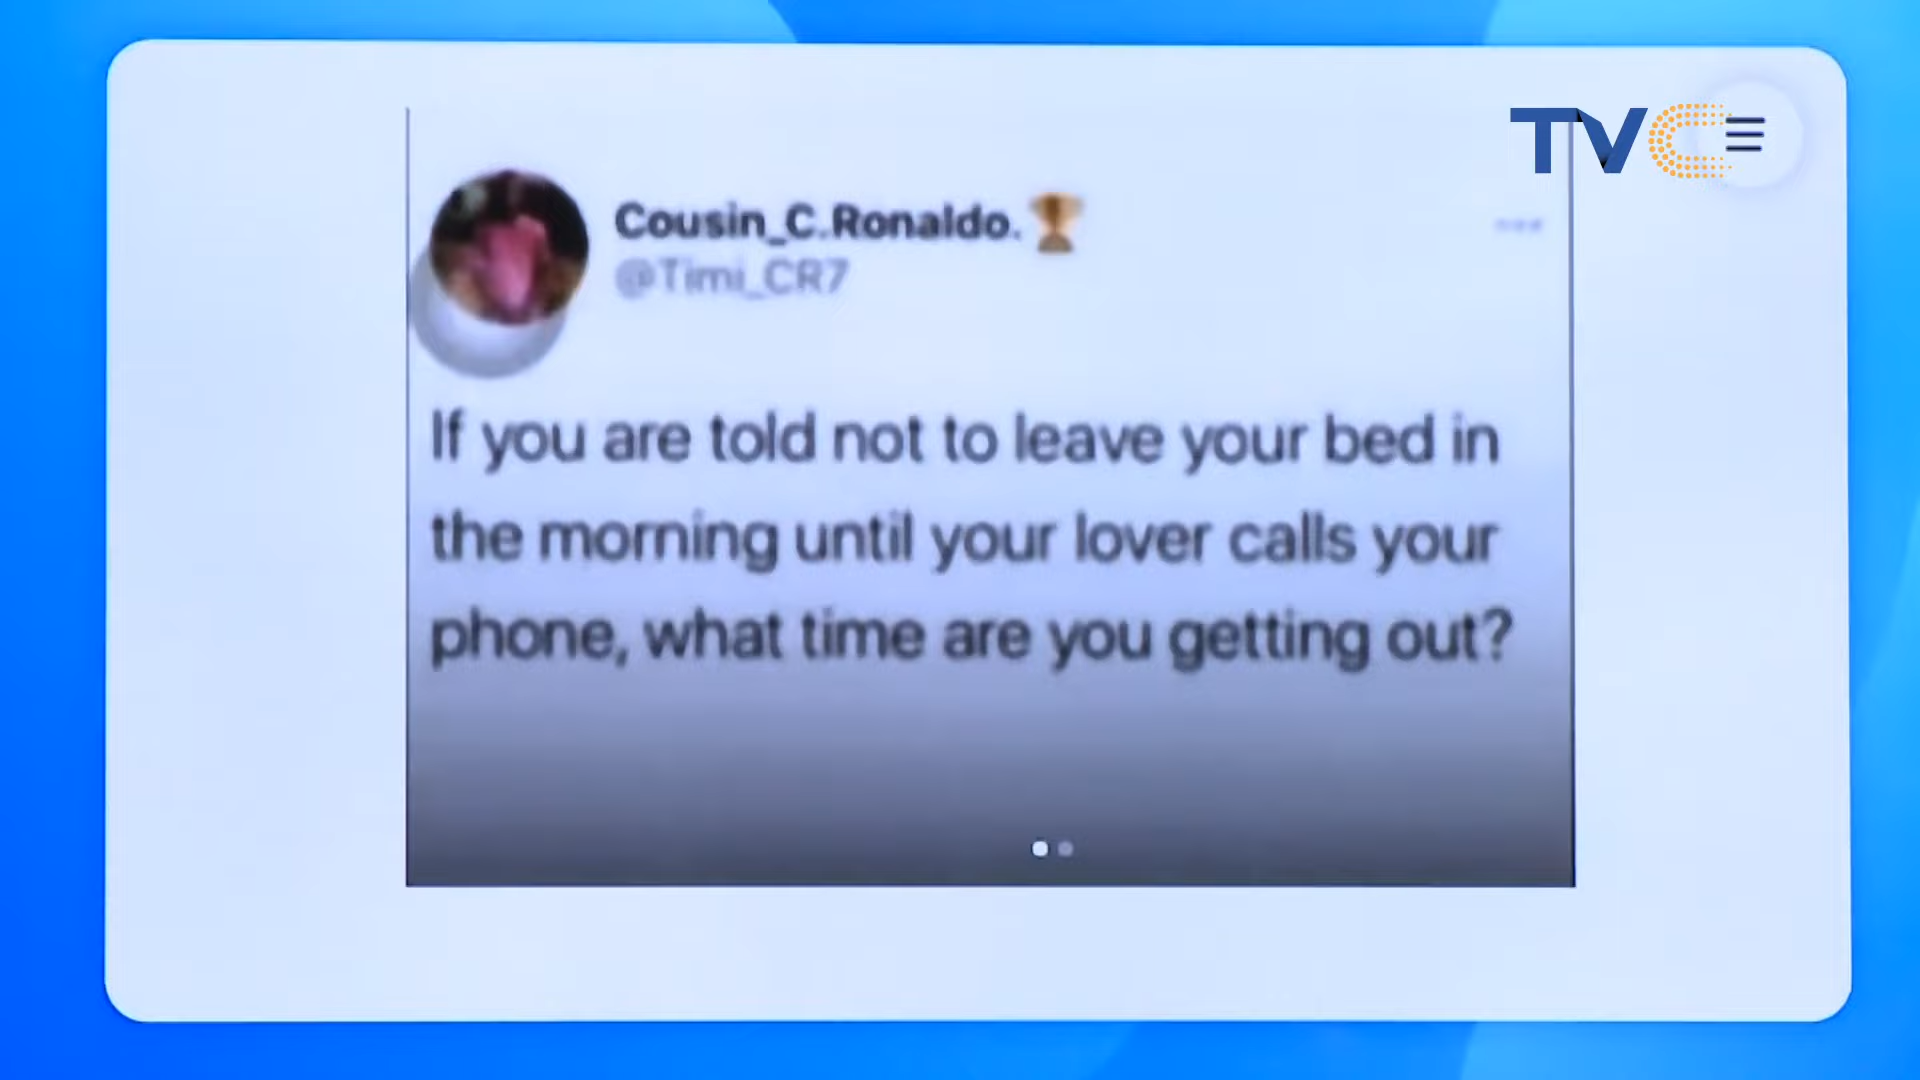 TVC
Cousin_C.Ronaldo.🏆
@Timi_CR7
If you are told not to leave your bed in
the morning until your lover calls your
phone, what time are you getting out?